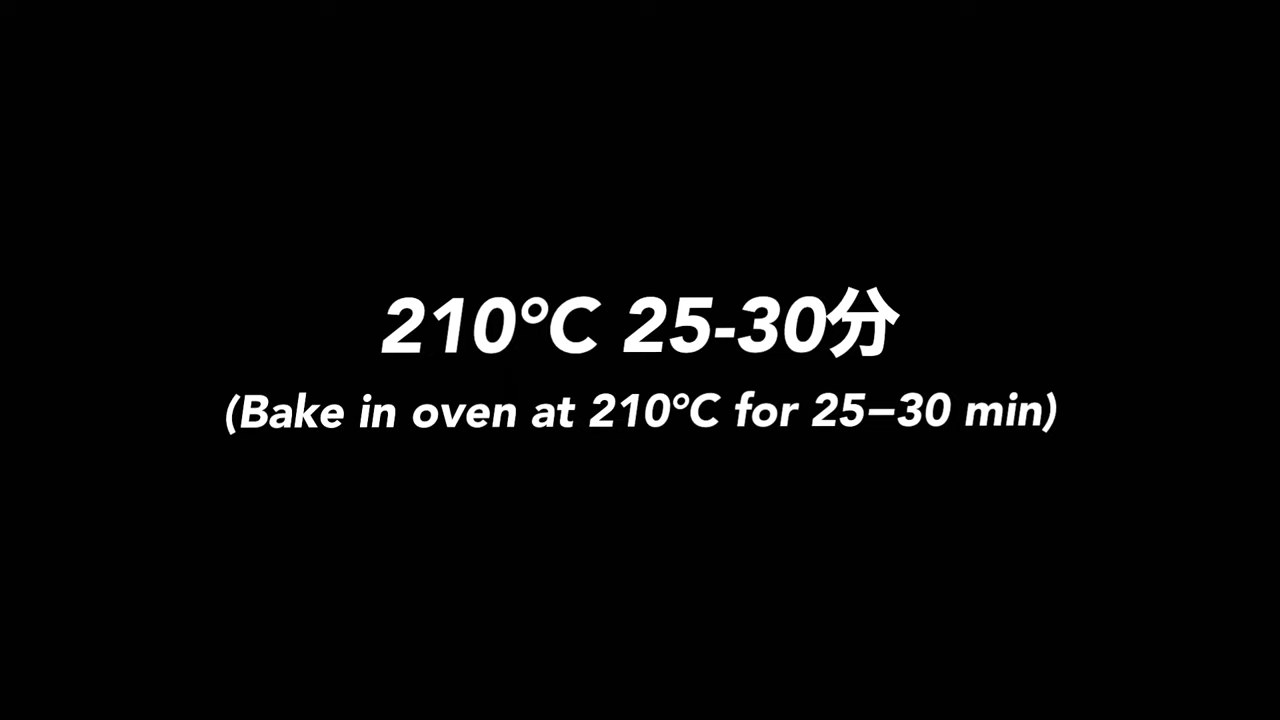 210°C 25-30分
(Bake in oven at 210°C for 25–30 min)